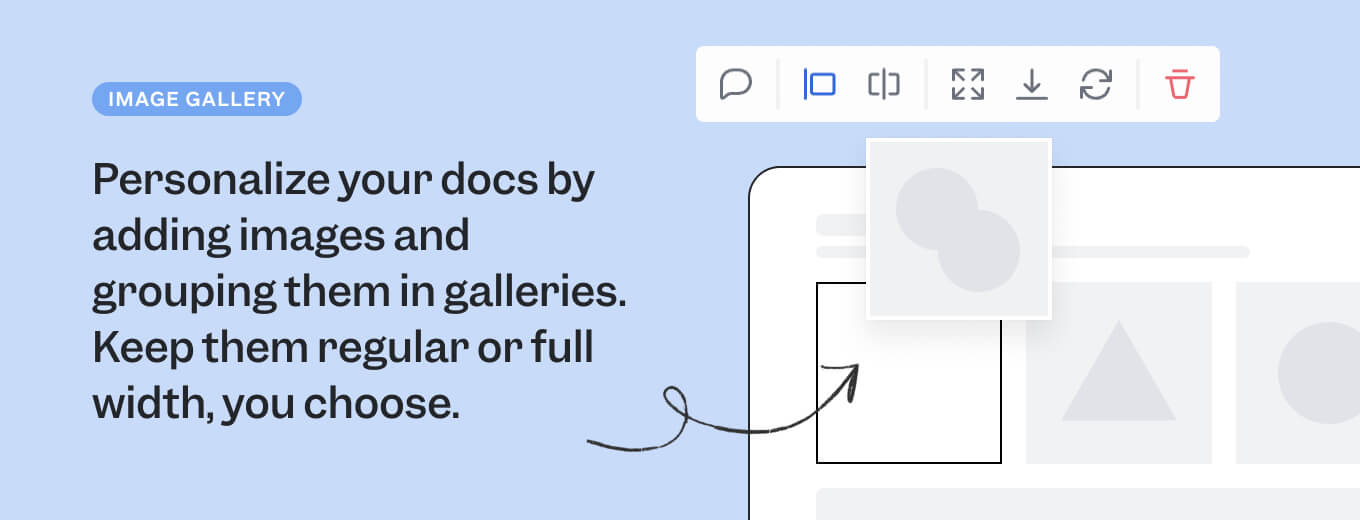 IMAGE GALLERY
Personalize your docs by
adding images and
grouping them in galleries.
Keep them regular or full
width, you choose.